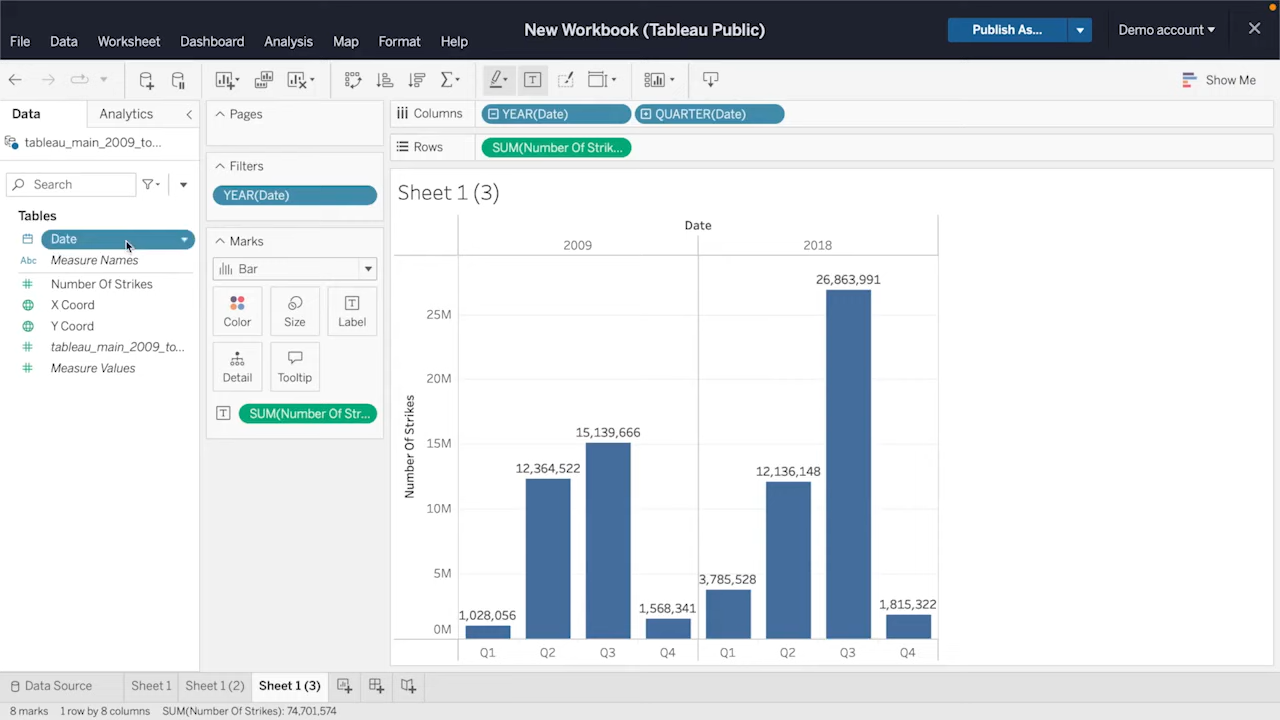 New Workbook (Tableau Public)
Publish As...
Demo account
File Data Worksheet Dashboard Analysis Map Format Help
Show Me
Data Analytics
tableau_main_2009_to...
Search
Tables
Date
Abc Measure Names
Number Of Strikes
X Coord
Y Coord
tableau_main_2009_to...
Measure Values
Pages
Filters
YEAR(Date)
Marks
Bar
Color Size Label
Detail Tooltip
SUM(Number Of Str...
Columns YEAR(Date) QUARTER(Date)
Rows SUM(Number Of Strik...
Sheet 1 (3)
Date
2009 2018
Number Of Strikes
25M
20M
15M
10M
5M
0M
1,028,056
12,364,522
15,139,666
1,568,341
3,785,528
12,136,148
26,863,991
1,815,322
Q1 Q2 Q3 Q4 Q1 Q2 Q3 Q4
Data Source Sheet 1 Sheet 1 (2) Sheet 1 (3)
8 marks 1 row by 8 columns SUM(Number Of Strikes): 74,701,574